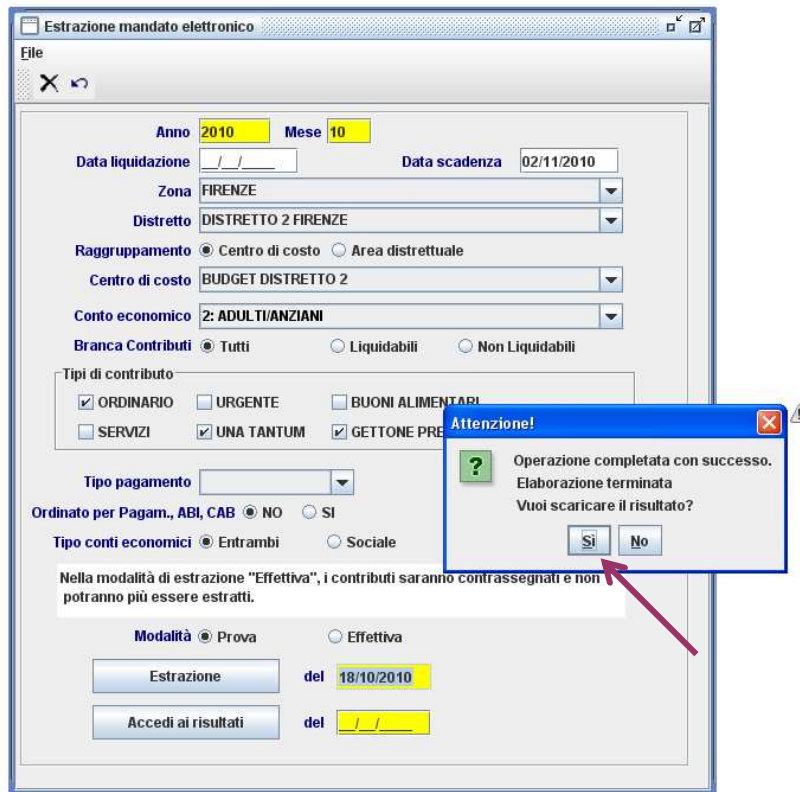 Estrazione mandato elettronico
File
Anno 2010 Mese 10
Data liquidazione __/__/____ Data scadenza 02/11/2010
Zona FIRENZE
Distretto DISTRETTO 2 FIRENZE
Raggruppamento Centro di costo Area distrettuale
Centro di costo BUDGET DISTRETTO 2
Conto economico 2: ADULTI/ANZIANI
Branca Contributi Tutti Liquidabili Non Liquidabili
Tipi di contributo
ORDINARIO URGENTE BUONI ALIMENTARI
SERVIZI UNA TANTUM GETTONE PRE
Attenzione!
Operazione completata con successo.
Elaborazione terminata
Vuoi scaricare il risultato?
Sì No
Tipo pagamento
Ordinato per Pagam., ABI, CAB NO SI
Tipo conti economici Entrambi Sociale
Nella modalità di estrazione "Effettiva", i contributi saranno contrassegnati e non
potranno più essere estratti.
Modalità Prova Effettiva
Estrazione del 18/10/2010
Accedi ai risultati del __/__/____